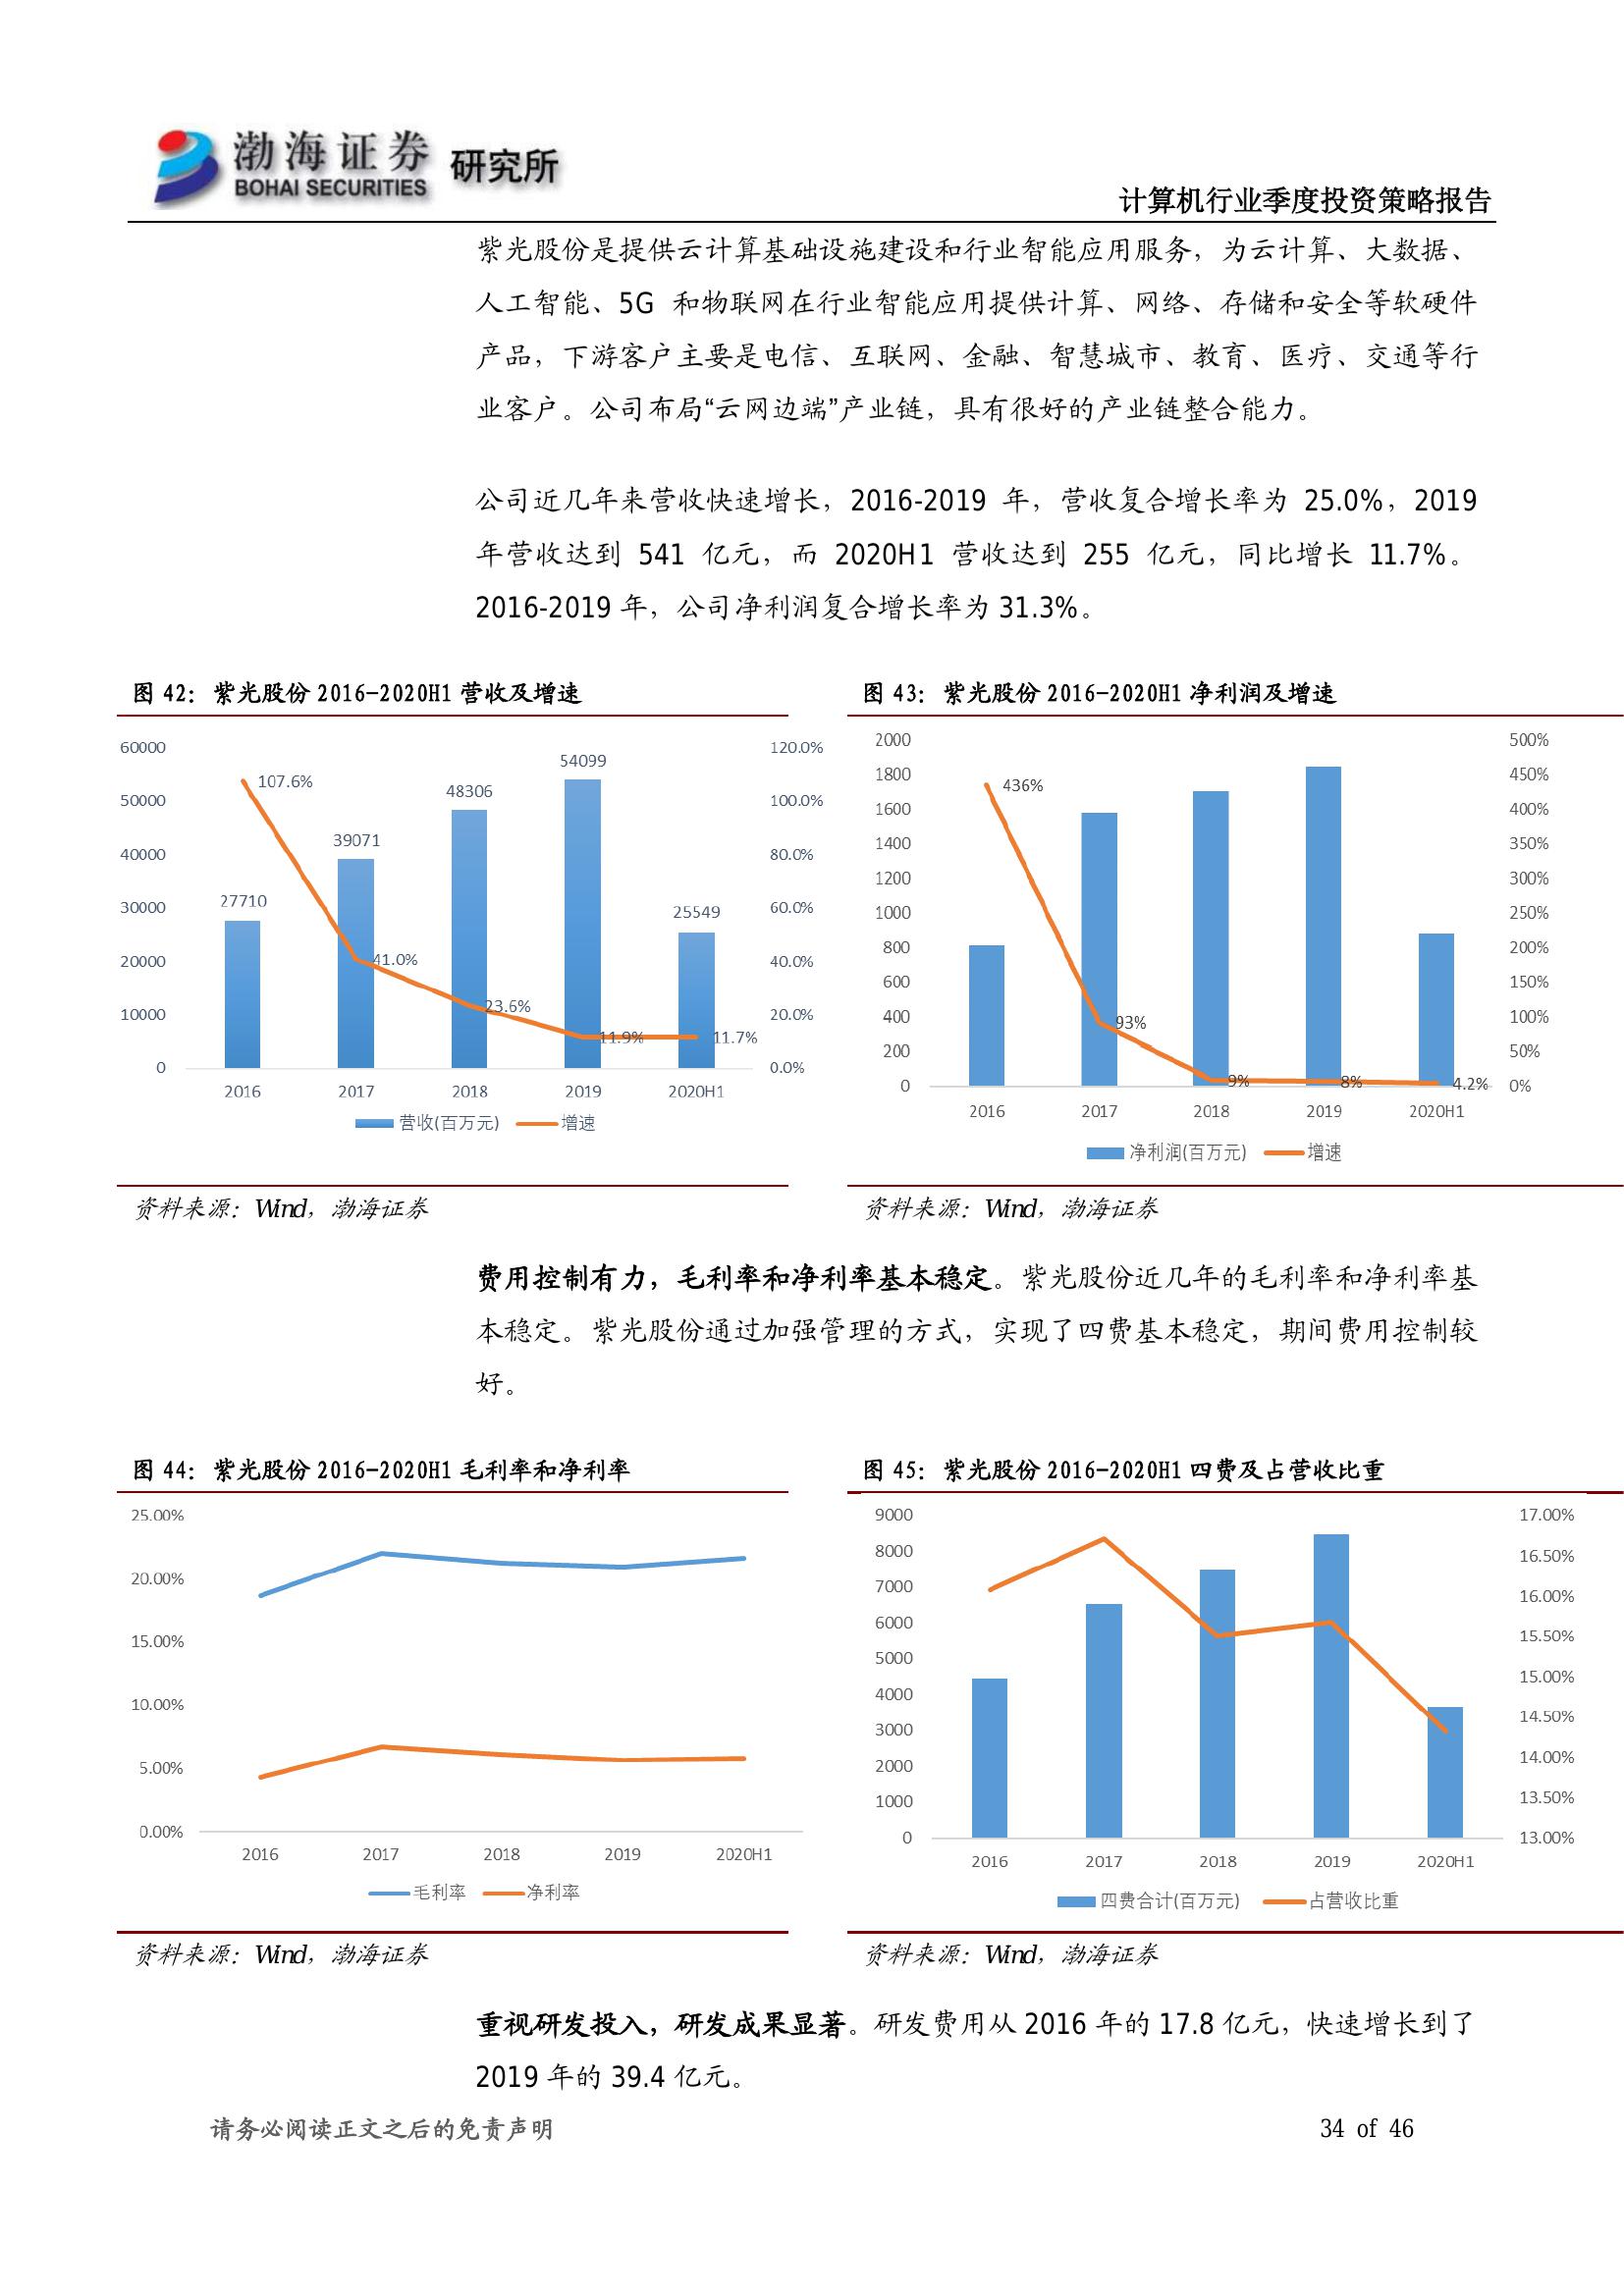 渤海证券 研究所
BOHAI SECURITIES
计算机行业季度投资策略报告
紫光股份是提供云计算基础设施建设和行业智能应用服务，为云计算、大数据、
人工智能、5G 和物联网在行业智能应用提供计算、网络、存储和安全等软硬件
产品，下游客户主要是电信、互联网、金融、智慧城市、教育、医疗、交通等行
业客户。公司布局“云网边端”产业链，具有很好的产业链整合能力。
公司近几年来营收快速增长，2016-2019 年，营收复合增长率为 25.0%，2019
年营收达到 541 亿元，而 2020H1 营收达到 255 亿元，同比增长 11.7%。
2016-2019 年，公司净利润复合增长率为 31.3%。
图 42：紫光股份 2016-2020H1 营收及增速
60000
50000
40000
30000
20000
10000
0
120.0%
100.0%
80.0%
60.0%
40.0%
20.0%
0.0%
27710
39071
48306
54099
25549
107.6%
41.0%
23.6%
11.9%
11.7%
2016 2017 2018 2019 2020H1
营收(百万元) 增速
资料来源：Wind，渤海证券
图 43：紫光股份 2016-2020H1 净利润及增速
2000
1800
1600
1400
1200
1000
800
600
400
200
0
500%
450%
400%
350%
300%
250%
200%
150%
100%
50%
0%
436%
93%
9%
8%
4.2%
2016 2017 2018 2019 2020H1
净利润(百万元) 增速
资料来源：Wind，渤海证券
费用控制有力，毛利率和净利率基本稳定。紫光股份近几年的毛利率和净利率基
本稳定。紫光股份通过加强管理的方式，实现了四费基本稳定，期间费用控制较
好。
图 44：紫光股份 2016-2020H1 毛利率和净利率
25.00%
20.00%
15.00%
10.00%
5.00%
0.00%
2016 2017 2018 2019 2020H1
毛利率 净利率
资料来源：Wind，渤海证券
图 45：紫光股份 2016-2020H1 四费及占营收比重
9000
8000
7000
6000
5000
4000
3000
2000
1000
0
17.00%
16.50%
16.00%
15.50%
15.00%
14.50%
14.00%
13.50%
13.00%
2016 2017 2018 2019 2020H1
四费合计(百万元) 占营收比重
资料来源：Wind，渤海证券
重视研发投入，研发成果显著。研发费用从 2016 年的 17.8 亿元，快速增长到了
2019 年的 39.4 亿元。
请务必阅读正文之后的免责声明
34 of 46